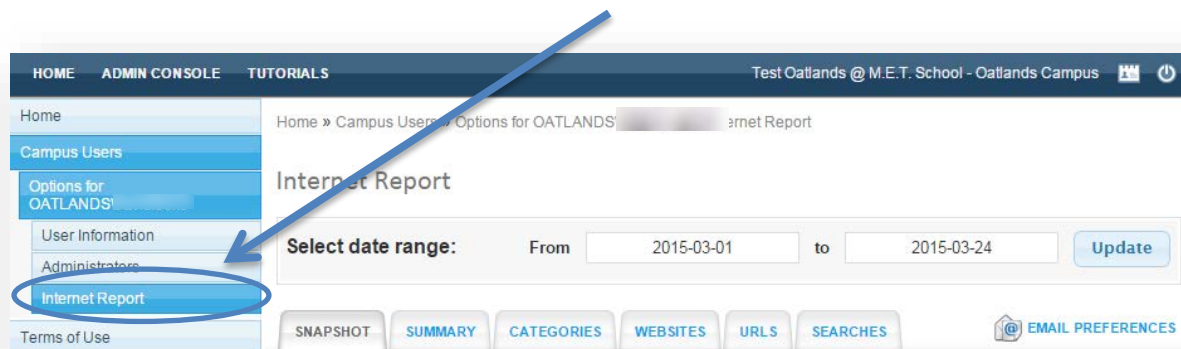 HOME ADMIN CONSOLE TUTORIALS Test Oatlands @ M.E.T. School - Oatlands Campus
Home
Campus Users
Options for
OATLANDS\
User Information
Administrators
Internet Report
Terms of Use
Home » Campus Users » Options for OATLANDS\ ernet Report
Internet Report
Select date range: From 2015-03-01 to 2015-03-24 Update
SNAPSHOT SUMMARY CATEGORIES WEBSITES URLS SEARCHES EMAIL PREFERENCES